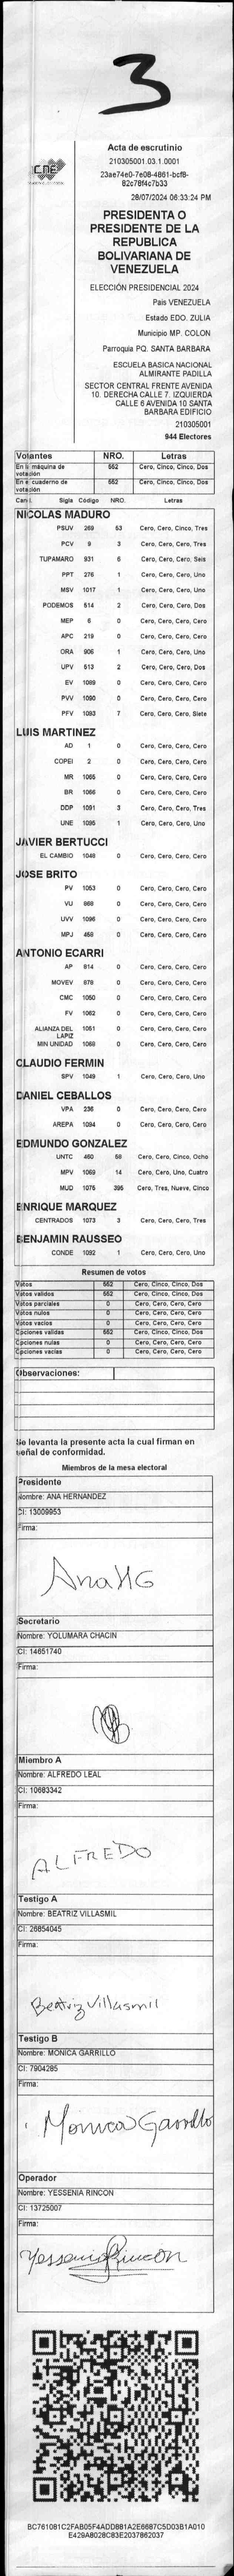 3
CNE
Acta de escrutinio
210305001.03.1.0001
23ae74e0-7e08-4861-bcf8-
82c78f4c7b33
28/07/2024 06:33:24 PM
PRESIDENTA O
PRESIDENTE DE LA
REPUBLICA
BOLIVARIANA DE
VENEZUELA
ELECCIÓN PRESIDENCIAL 2024
País VENEZUELA
Estado EDO. ZULIA
Municipio MP. COLON
Parroquia PQ. SANTA BARBARA
ESCUELA BASICA NACIONAL
ALMIRANTE PADILLA
SECTOR CENTRAL FRENTE AVENIDA
10. DERECHA CALLE 7. IZQUIERDA
CALLE 6 AVENIDA 10 SANTA
BARBARA EDIFICIO
210305001
944 Electores
Votantes NRO. Letras
En la máquina de votación 552 Cero, Cinco, Cinco, Dos
En el cuaderno de votación 552 Cero, Cinco, Cinco, Dos
Cand. Sigla Código NRO. Letras
NICOLAS MADURO
PSUV 269 53 Cero, Cero, Cinco, Tres
PCV 9 3 Cero, Cero, Cero, Tres
TUPAMARO 931 6 Cero, Cero, Cero, Seis
PPT 276 1 Cero, Cero, Cero, Uno
MSV 1017 1 Cero, Cero, Cero, Uno
PODEMOS 514 2 Cero, Cero, Cero, Dos
MEP 6 0 Cero, Cero, Cero, Cero
APC 219 0 Cero, Cero, Cero, Cero
ORA 906 1 Cero, Cero, Cero, Uno
UPV 513 2 Cero, Cero, Cero, Dos
EV 1089 0 Cero, Cero, Cero, Cero
PVV 1090 0 Cero, Cero, Cero, Cero
PFV 1093 7 Cero, Cero, Cero, Siete
LUIS MARTINEZ
AD 1 0 Cero, Cero, Cero, Cero
COPEI 2 0 Cero, Cero, Cero, Cero
MR 1065 0 Cero, Cero, Cero, Cero
BR 1066 0 Cero, Cero, Cero, Cero
DDP 1091 3 Cero, Cero, Cero, Tres
UNE 1095 1 Cero, Cero, Cero, Uno
JAVIER BERTUCCI
EL CAMBIO 1048 0 Cero, Cero, Cero, Cero
JOSE BRITO
PV 1053 0 Cero, Cero, Cero, Cero
VU 868 0 Cero, Cero, Cero, Cero
UVV 1096 0 Cero, Cero, Cero, Cero
MPJ 458 0 Cero, Cero, Cero, Cero
ANTONIO ECARRI
AP 814 0 Cero, Cero, Cero, Cero
MOVEV 878 0 Cero, Cero, Cero, Cero
CMC 1050 0 Cero, Cero, Cero, Cero
FV 1062 0 Cero, Cero, Cero, Cero
ALIANZA DEL LAPIZ 1051 0 Cero, Cero, Cero, Cero
MIN UNIDAD 1068 0 Cero, Cero, Cero, Cero
CLAUDIO FERMIN
SPV 1049 1 Cero, Cero, Cero, Uno
DANIEL CEBALLOS
VPA 236 0 Cero, Cero, Cero, Cero
AREPA 1094 0 Cero, Cero, Cero, Cero
EDMUNDO GONZALEZ
UNTC 460 58 Cero, Cero, Cinco, Ocho
MPV 1069 14 Cero, Cero, Uno, Cuatro
MUD 1075 395 Cero, Tres, Nueve, Cinco
ENRIQUE MARQUEZ
CENTRADOS 1073 3 Cero, Cero, Cero, Tres
BENJAMIN RAUSSEO
CONDE 1092 1 Cero, Cero, Cero, Uno
Resumen de votos
Votos 552 Cero, Cinco, Cinco, Dos
Votos validos 552 Cero, Cinco, Cinco, Dos
Votos parciales 0 Cero, Cero, Cero, Cero
Votos nulos 0 Cero, Cero, Cero, Cero
Votos vacios 0 Cero, Cero, Cero, Cero
Opciones validas 552 Cero, Cinco, Cinco, Dos
Opciones nulas 0 Cero, Cero, Cero, Cero
Opciones vacias 0 Cero, Cero, Cero, Cero
Observaciones:
Se levanta la presente acta la cual firman en
señal de conformidad.
Miembros de la mesa electoral
Presidente
Nombre: ANA HERNANDEZ
CI: 13009953
Firma:
Ana HG
Secretario
Nombre: YOLUMARA CHACIN
CI: 14651740
Firma:
Miembro A
Nombre: ALFREDO LEAL
CI: 10683342
Firma:
ALFREDO
Testigo A
Nombre: BEATRIZ VILLASMIL
CI: 26854045
Firma:
Beatriz Villasmil
Testigo B
Nombre: MONICA GARRILLO
CI: 7904285
Firma:
Monica Garrillo
Operador
Nombre: YESSENIA RINCON
CI: 13725007
Firma:
Yessenia Rincon
BC761081C2FAB05F4ADD8B1A2E6687C5D03B1A010
E429A8028C83E2037862037